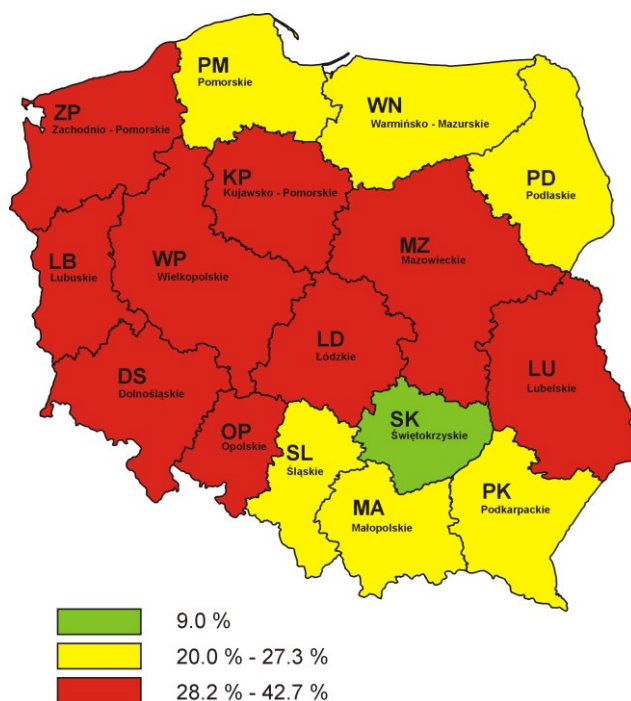 PM
Pomorskie
WN
Warmińsko - Mazurskie
ZP
Zachodnio - Pomorskie
KP
Kujawsko - Pomorskie
PD
Podlaskie
MZ
Mazowieckie
LB
Lubuskie
WP
Wielkopolskie
LD
Łódzkie
LU
Lubelskie
DS
Dolnośląskie
OP
Opolskie
SK
Świętokrzyskie
SL
Śląskie
PK
Podkarpackie
MA
Małopolskie
9.0 %
20.0 % - 27.3 %
28.2 % - 42.7 %